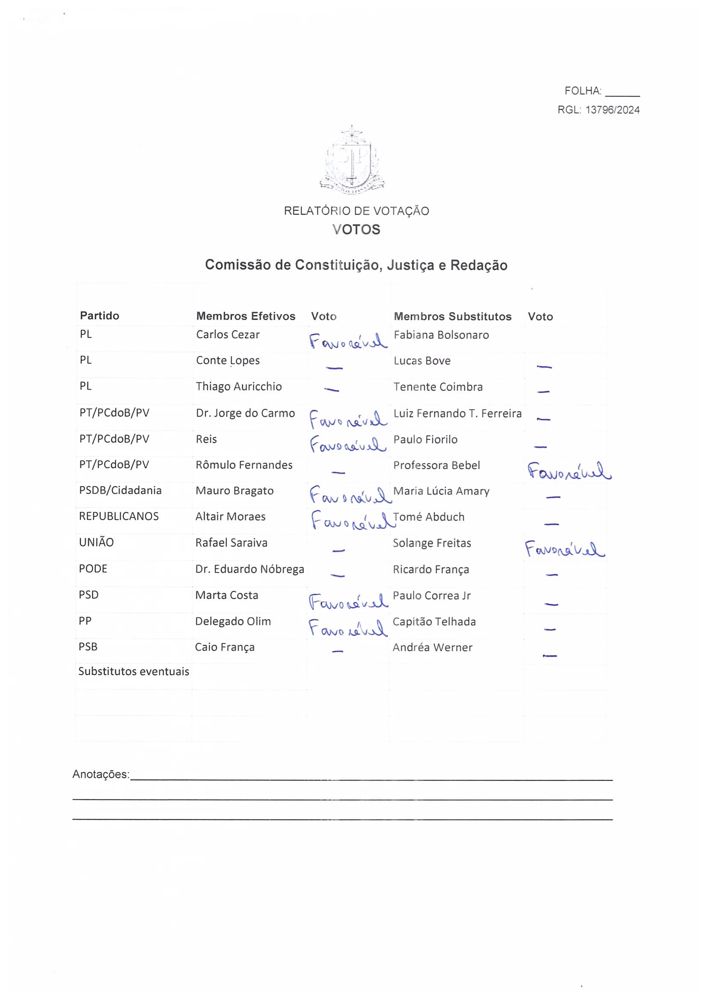 FOLHA: ______
RGL: 13796/2024
RELATÓRIO DE VOTAÇÃO
VOTOS
Comissão de Constituição, Justiça e Redação
Partido Membros Efetivos Voto Membros Substitutos Voto
PL Carlos Cezar Favorável Fabiana Bolsonaro
PL Conte Lopes — Lucas Bove —
PL Thiago Auricchio — Tenente Coimbra —
PT/PCdoB/PV Dr. Jorge do Carmo Favorável Luiz Fernando T. Ferreira —
PT/PCdoB/PV Reis Favorável Paulo Fiorilo —
PT/PCdoB/PV Rômulo Fernandes — Professora Bebel Favorável
PSDB/Cidadania Mauro Bragato Favorável Maria Lúcia Amary —
REPUBLICANOS Altair Moraes Favorável Tomé Abduch —
UNIÃO Rafael Saraiva — Solange Freitas Favorável
PODE Dr. Eduardo Nóbrega — Ricardo França —
PSD Marta Costa Favorável Paulo Correa Jr —
PP Delegado Olim Favorável Capitão Telhada —
PSB Caio França — Andréa Werner —
Substitutos eventuais
Anotações: